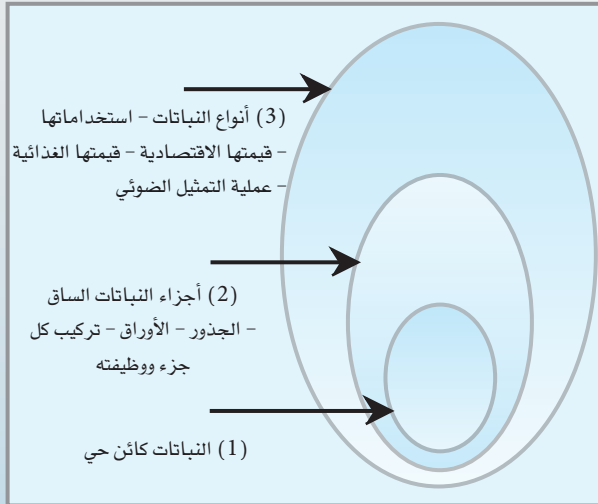 (3) أنواع النباتات – استخداماتها
– قيمتها الاقتصادية – قيمتها الغذائية
– عملية التمثيل الضوئي
(2) أجزاء النباتات الساق
– الجذور – الأوراق – تركيب كل
جزء ووظيفته
(1) النباتات كائن حي